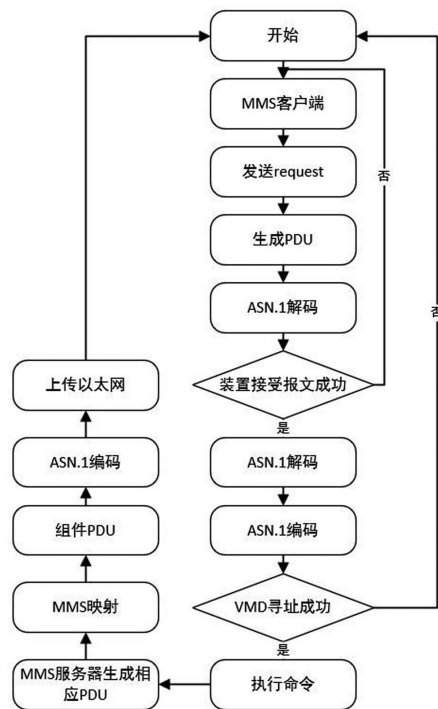 开始
MMS客户端
发送request
否
生成PDU
ASN.1解码
否
装置接受报文成功
是
ASN.1解码
ASN.1编码
VMD寻址成功
是
执行命令
MMS服务器生成相
应PDU
MMS映射
组件PDU
ASN.1编码
上传以太网